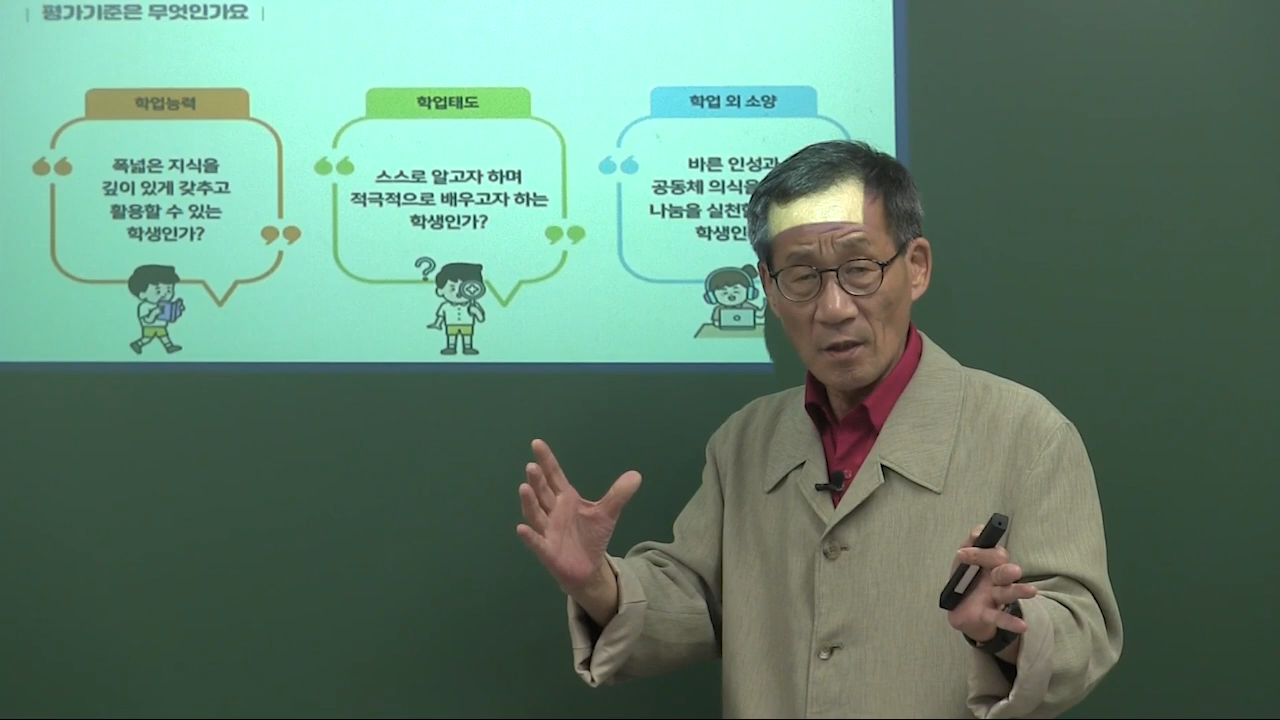 평가기준은 무엇인가요
학업능력
폭넓은 지식을
깊이 있게 갖추고
활용할 수 있는
학생인가?
학업태도
스스로 알고자 하며
적극적으로 배우고자 하는
학생인가?
학업 외 소양
바른 인성과
공동체 의식을
나눔을 실천
학생인